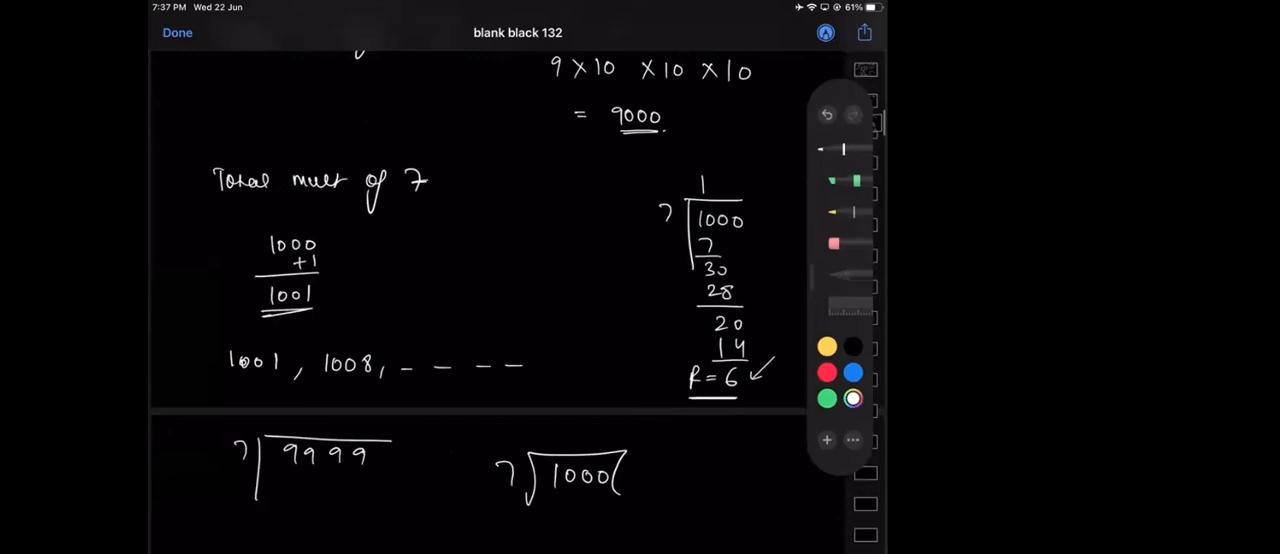 7:37 PM Wed 22 Jun
61%
Done
blank black 132
9 × 10 × 10 × 10
= 9000
Total mult of 7
1000
+1
1001
1001, 1008, - - - -
1
7 1000
7
30
28
20
14
R = 6 ✓
7 9999
7 1000(